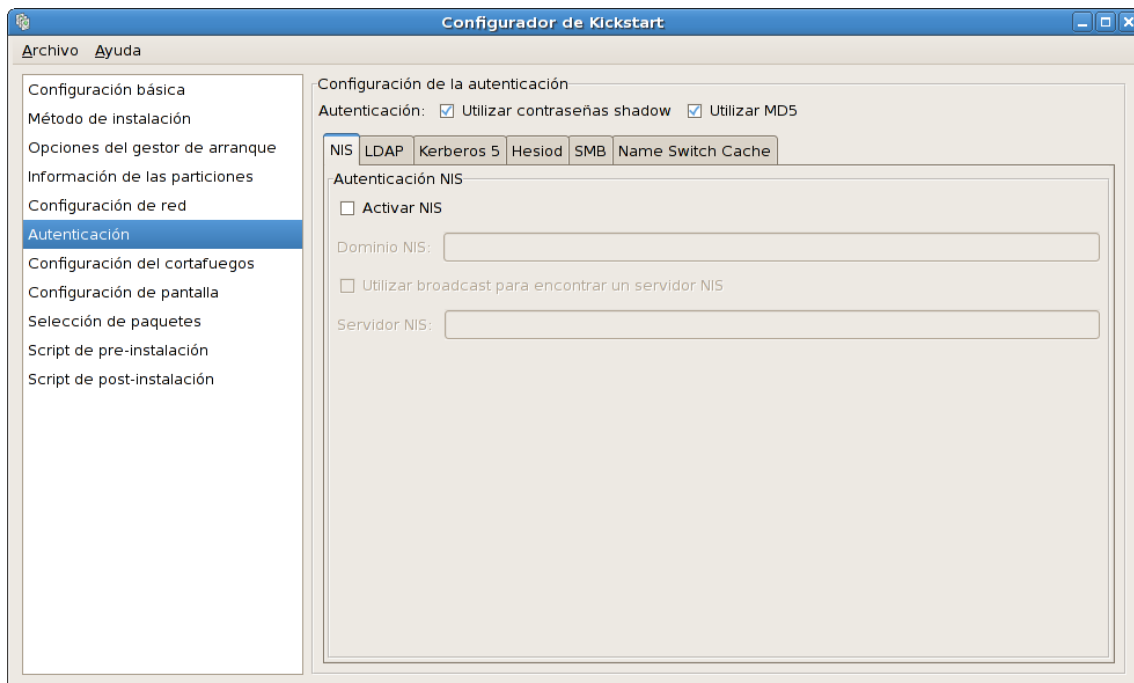 Configurador de Kickstart
Archivo Ayuda
Configuración básica
Método de instalación
Opciones del gestor de arranque
Información de las particiones
Configuración de red
Autenticación
Configuración del cortafuegos
Configuración de pantalla
Selección de paquetes
Script de pre-instalación
Script de post-instalación
Configuración de la autenticación
Autenticación: Utilizar contraseñas shadow Utilizar MD5
NIS LDAP Kerberos 5 Hesiod SMB Name Switch Cache
Autenticación NIS
Activar NIS
Dominio NIS:
Utilizar broadcast para encontrar un servidor NIS
Servidor NIS: